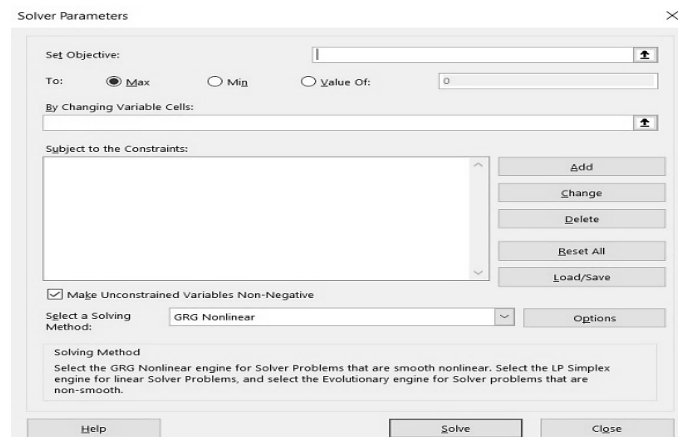 Solver Parameters
Set Objective:
To: Max Min Value Of: 0
By Changing Variable Cells:
Subject to the Constraints:
Add
Change
Delete
Reset All
Load/Save
Make Unconstrained Variables Non-Negative
Select a Solving
Method:
GRG Nonlinear
Options
Solving Method
Select the GRG Nonlinear engine for Solver Problems that are smooth nonlinear. Select the LP Simplex
engine for linear Solver Problems, and select the Evolutionary engine for Solver problems that are
non-smooth.
Help Solve Close